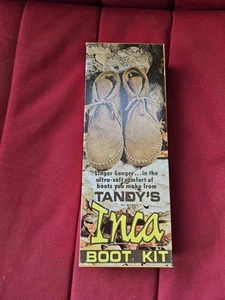 Linger Longer...in the
ultra-soft comfort of
boots you make from
TANDY'S
Inca
BOOT KIT